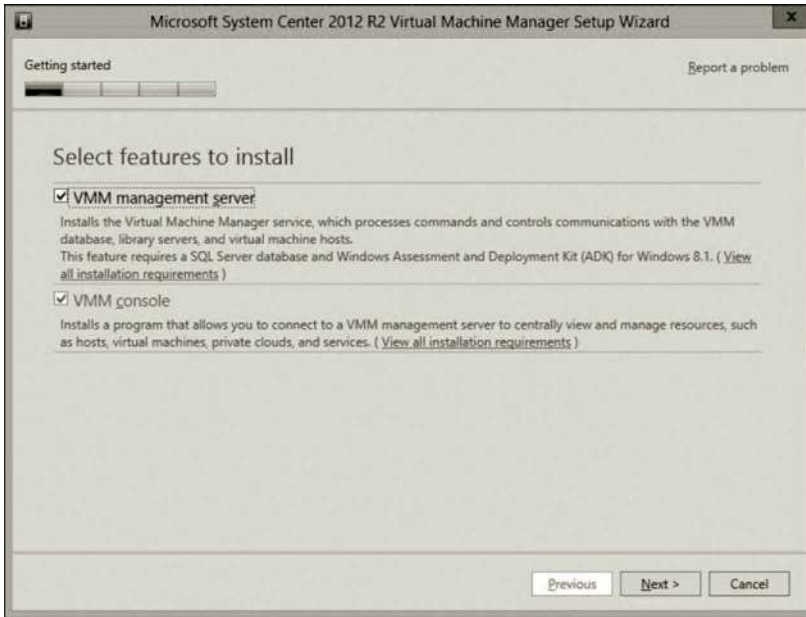 Microsoft System Center 2012 R2 Virtual Machine Manager Setup Wizard
x
Getting started
Report a problem
Select features to install
VMM management server
Installs the Virtual Machine Manager service, which processes commands and controls communications with the VMM
database, library servers, and virtual machine hosts.
This feature requires a SQL Server database and Windows Assessment and Deployment Kit (ADK) for Windows 8.1. ( View
all installation requirements )
VMM console
Installs a program that allows you to connect to a VMM management server to centrally view and manage resources, such
as hosts, virtual machines, private clouds, and services. ( View all installation requirements )
Previous
Next >
Cancel